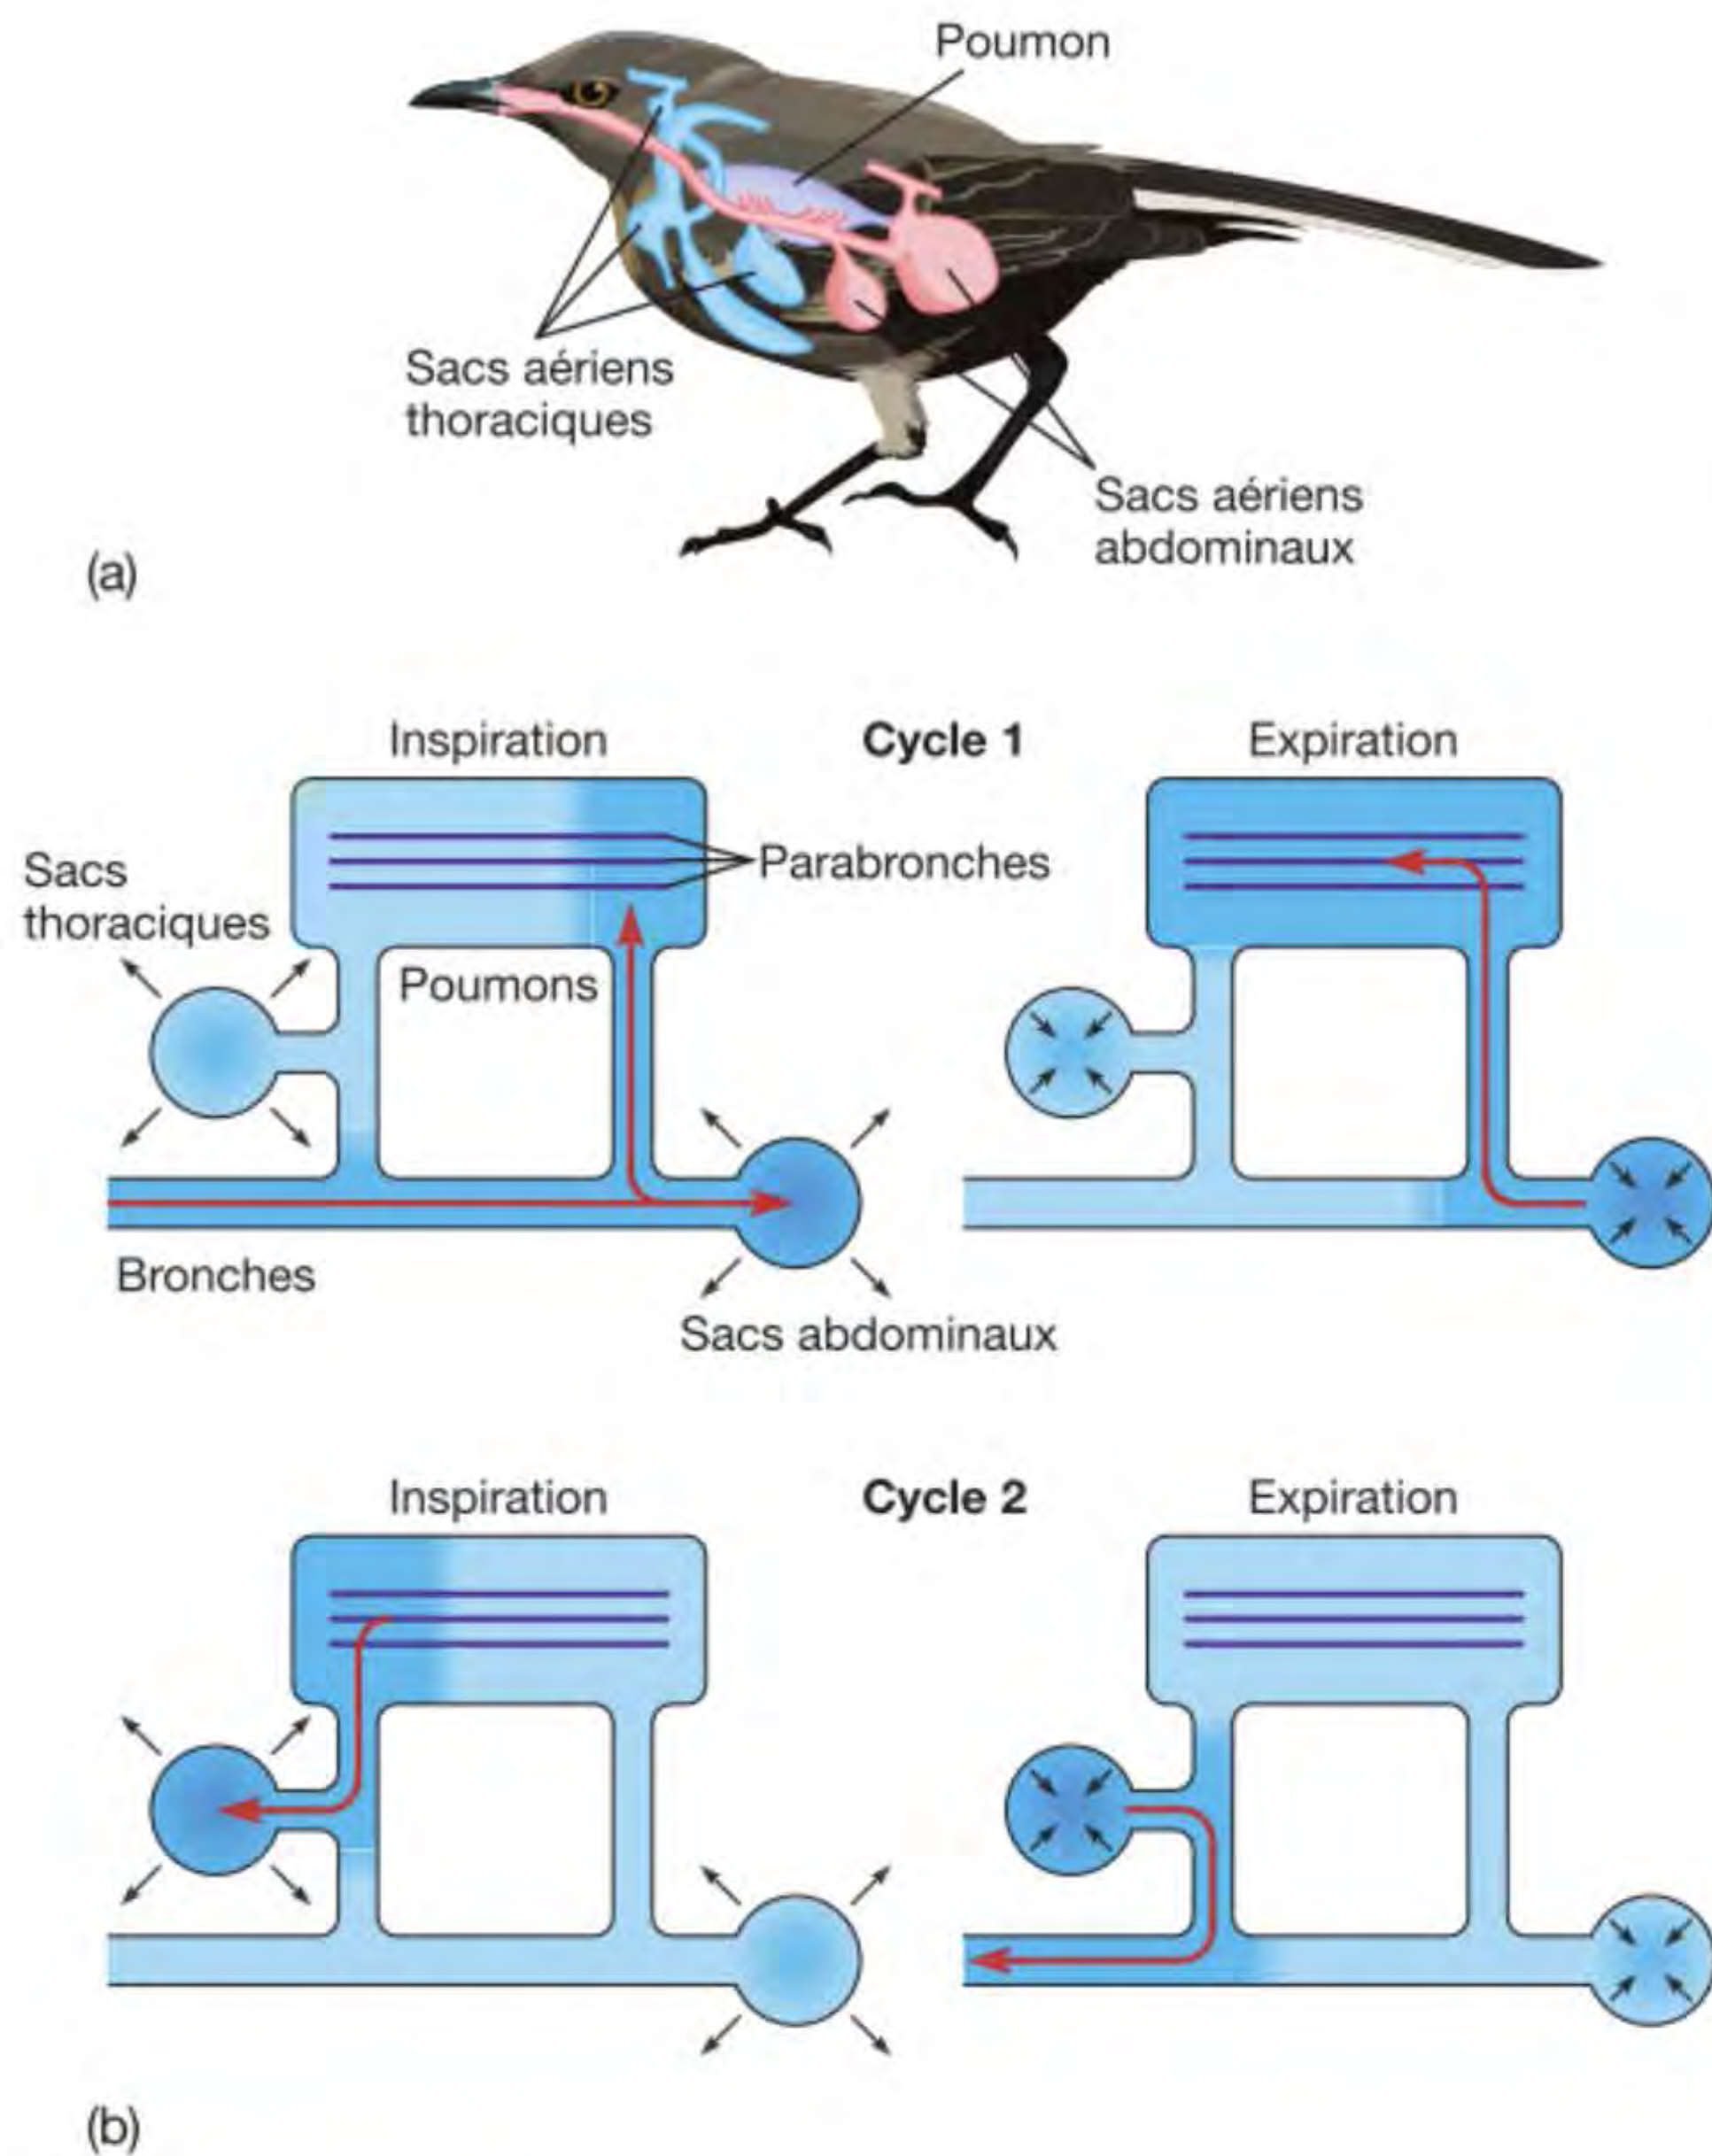 Poumon
Sacs aériens
thoraciques
Sacs aériens
abdominaux
(a)
Inspiration
Cycle 1
Expiration
Sacs
thoraciques
Parabronches
Poumons
Bronches
Sacs abdominaux
Inspiration
Cycle 2
Expiration
(b)